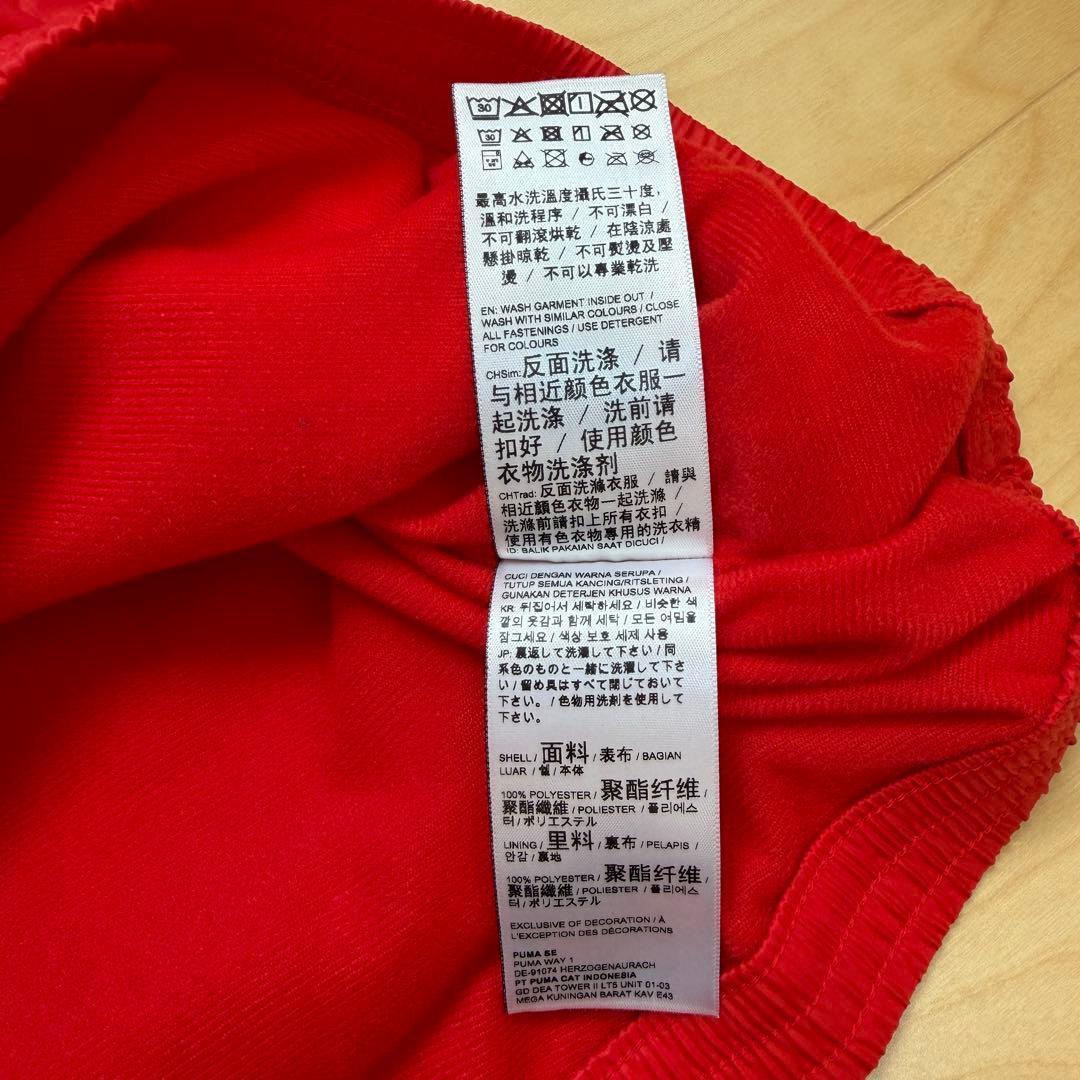 30
30
最高水洗溫度攝氏三十度,
溫和洗程序 / 不可漂白 /
不可翻滾烘乾 / 在陰涼處
懸掛晾乾 / 不可熨燙及壓
燙 / 不可以專業乾洗
EN: WASH GARMENT INSIDE OUT /
WASH WITH SIMILAR COLOURS / CLOSE
ALL FASTENINGS / USE DETERGENT
FOR COLOURS
CHSim:反面洗涤 / 请
与相近颜色衣服一
起洗涤 / 洗前请
扣好 / 使用颜色
衣物洗涤剂
CHTrad: 反面洗滌衣服 / 請與
相近顏色衣物一起洗滌 /
洗滌前請扣上所有衣扣 /
使用有色衣物專用的洗衣精
ID: BALIK PAKAIAN SAAT DICUCI /
CUCI DENGAN WARNA SERUPA /
TUTUP SEMUA KANCING/RITSLETING /
GUNAKAN DETERJEN KHUSUS WARNA
KR: 뒤집어서 세탁하세요 / 비슷한 색
깔의 옷감과 함께 세탁 / 모든 여밈을
잠그세요 / 색상 보호 세제 사용
JP: 裏返して洗濯して下さい / 同
系色のものと一緒に洗濯して下さ
い / 留め具はすべて閉じておいて
下さい。 / 色物用洗剤を使用して
下さい。
SHELL / 面料 / 表布 / BAGIAN
LUAR / 쉘 / 本体
100% POLYESTER / 聚酯纤维 /
聚酯纖維 / POLIESTER / 폴리에스
터 / ポリエステル
LINING / 里料 / 裏布 / PELAPIS /
안감 / 裏地
100% POLYESTER / 聚酯纤维 /
聚酯纖維 / POLIESTER / 폴리에스
터 / ポリエステル
EXCLUSIVE OF DECORATION / À
L'EXCEPTION DES DÉCORATIONS
PUMA SE
PUMA WAY 1
DE-91074 HERZOGENAURACH
PT PUMA CAT INDONESIA
GD DEA TOWER II LT5 UNIT 01-03
MEGA KUNINGAN BARAT KAV E43